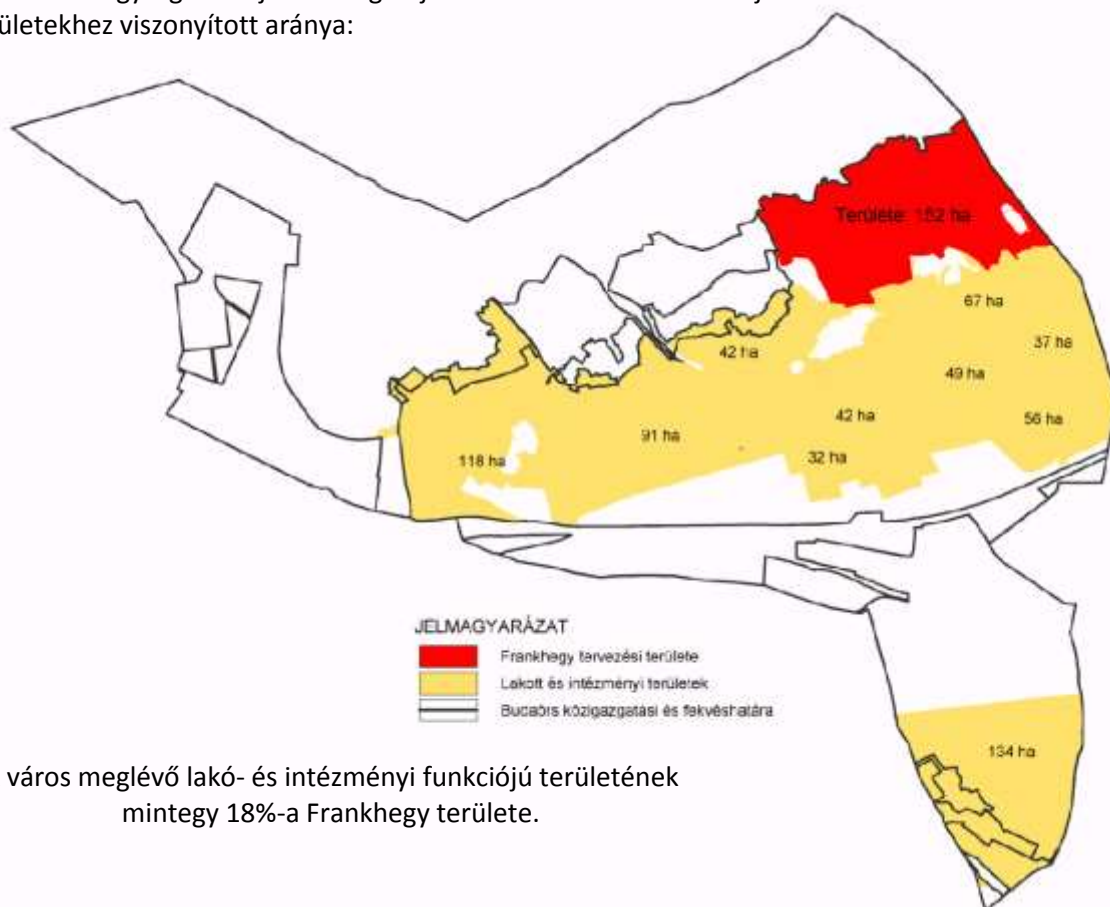 ületekhez viszonyított aránya:
Területe: 152 ha
67 ha
37 ha
42 ha
49 ha
42 ha
56 ha
91 ha
118 ha
32 ha
JELMAGYARÁZAT
Frankhegy tervezési területe
Lakott és intézményi területek
Budaörs közigazgatási és fekvéshatára
134 ha
város meglévő lakó- és intézményi funkciójú területének
mintegy 18%-a Frankhegy területe.